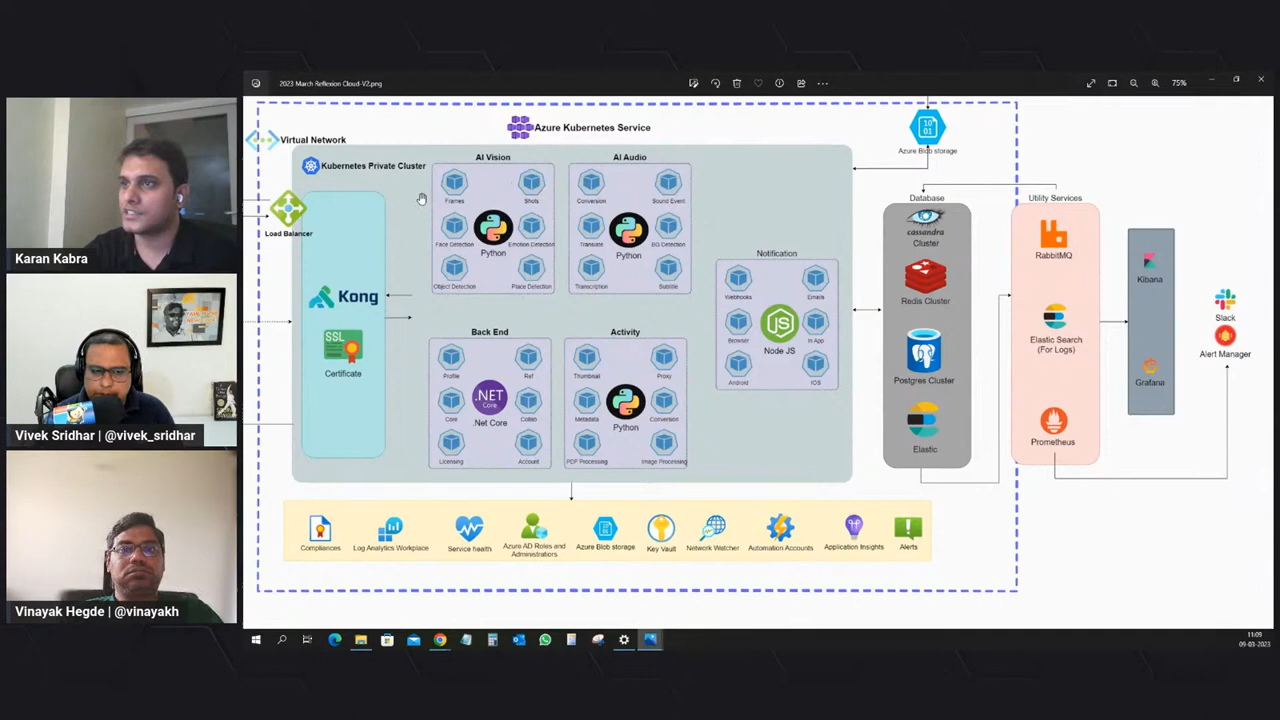 2023 March Reflexion Cloud-V2.png
75%
Azure Kubernetes Service
Virtual Network
Azure Blob storage
Kubernetes Private Cluster
AI Vision
AI Audio
Frames
Shots
Face Detection
Emotion Detection
Python
Object Detection
Place Detection
Conversion
Sound Event
Translate
BG Detection
Python
Transcription
Subtitle
Load Balancer
Kong
SSL
Certificate
Notification
Webhooks
Emails
Browser
In App
Node JS
Android
IOS
Back End
Activity
Profile
Ref
.NET
Core
Core
Collab
.Net Core
Licensing
Account
Thumbnail
Proxy
Metadata
Conversion
Python
PDF Processing
Image Processing
Database
cassandra
Cluster
Redis Cluster
Postgres Cluster
Elastic
Utility Services
RabbitMQ
Elastic Search
(For Logs)
Prometheus
Kibana
Grafana
Slack
Alert Manager
Compliances
Log Analytics Workplace
Service health
Azure AD Roles and
Administrators
Azure Blob storage
Key Vault
Network Watcher
Automation Accounts
Application Insights
Alerts
Karan Kabra
Vivek Sridhar | @vivek_sridhar
Vinayak Hegde | @vinayakh
11:09
09-03-2023